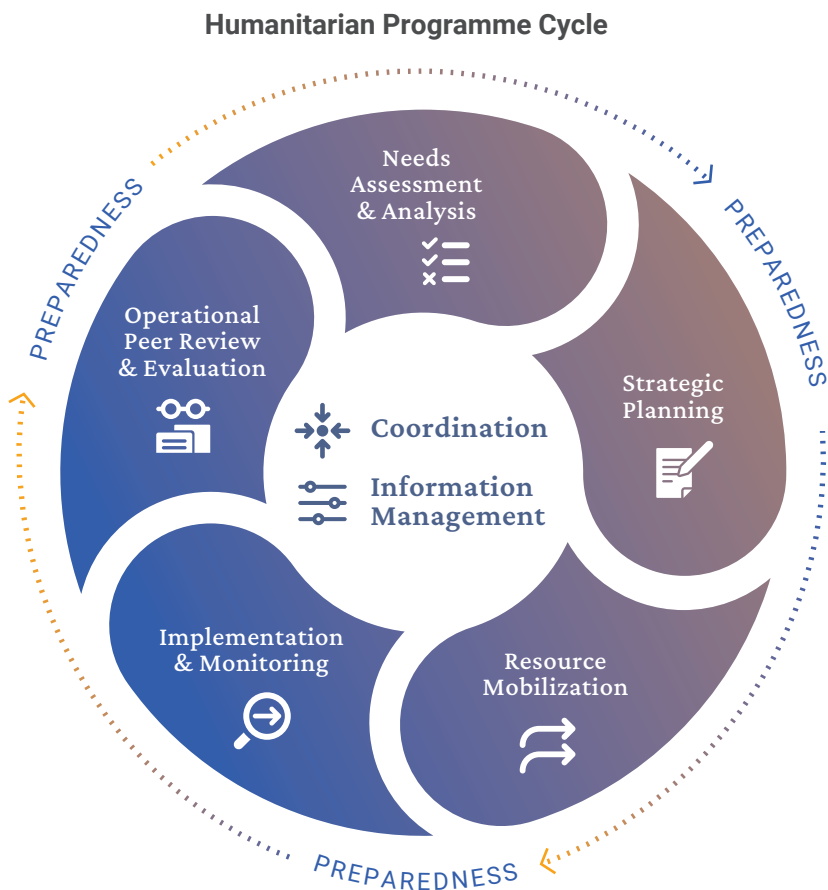 Humanitarian Programme Cycle
PREPAREDNESS
Needs
Assessment
& Analysis
PREPAREDNESS
Strategic
Planning
Resource
Mobilization
PREPAREDNESS
Implementation
& Monitoring
Operational
Peer Review
& Evaluation
Coordination
Information
Management